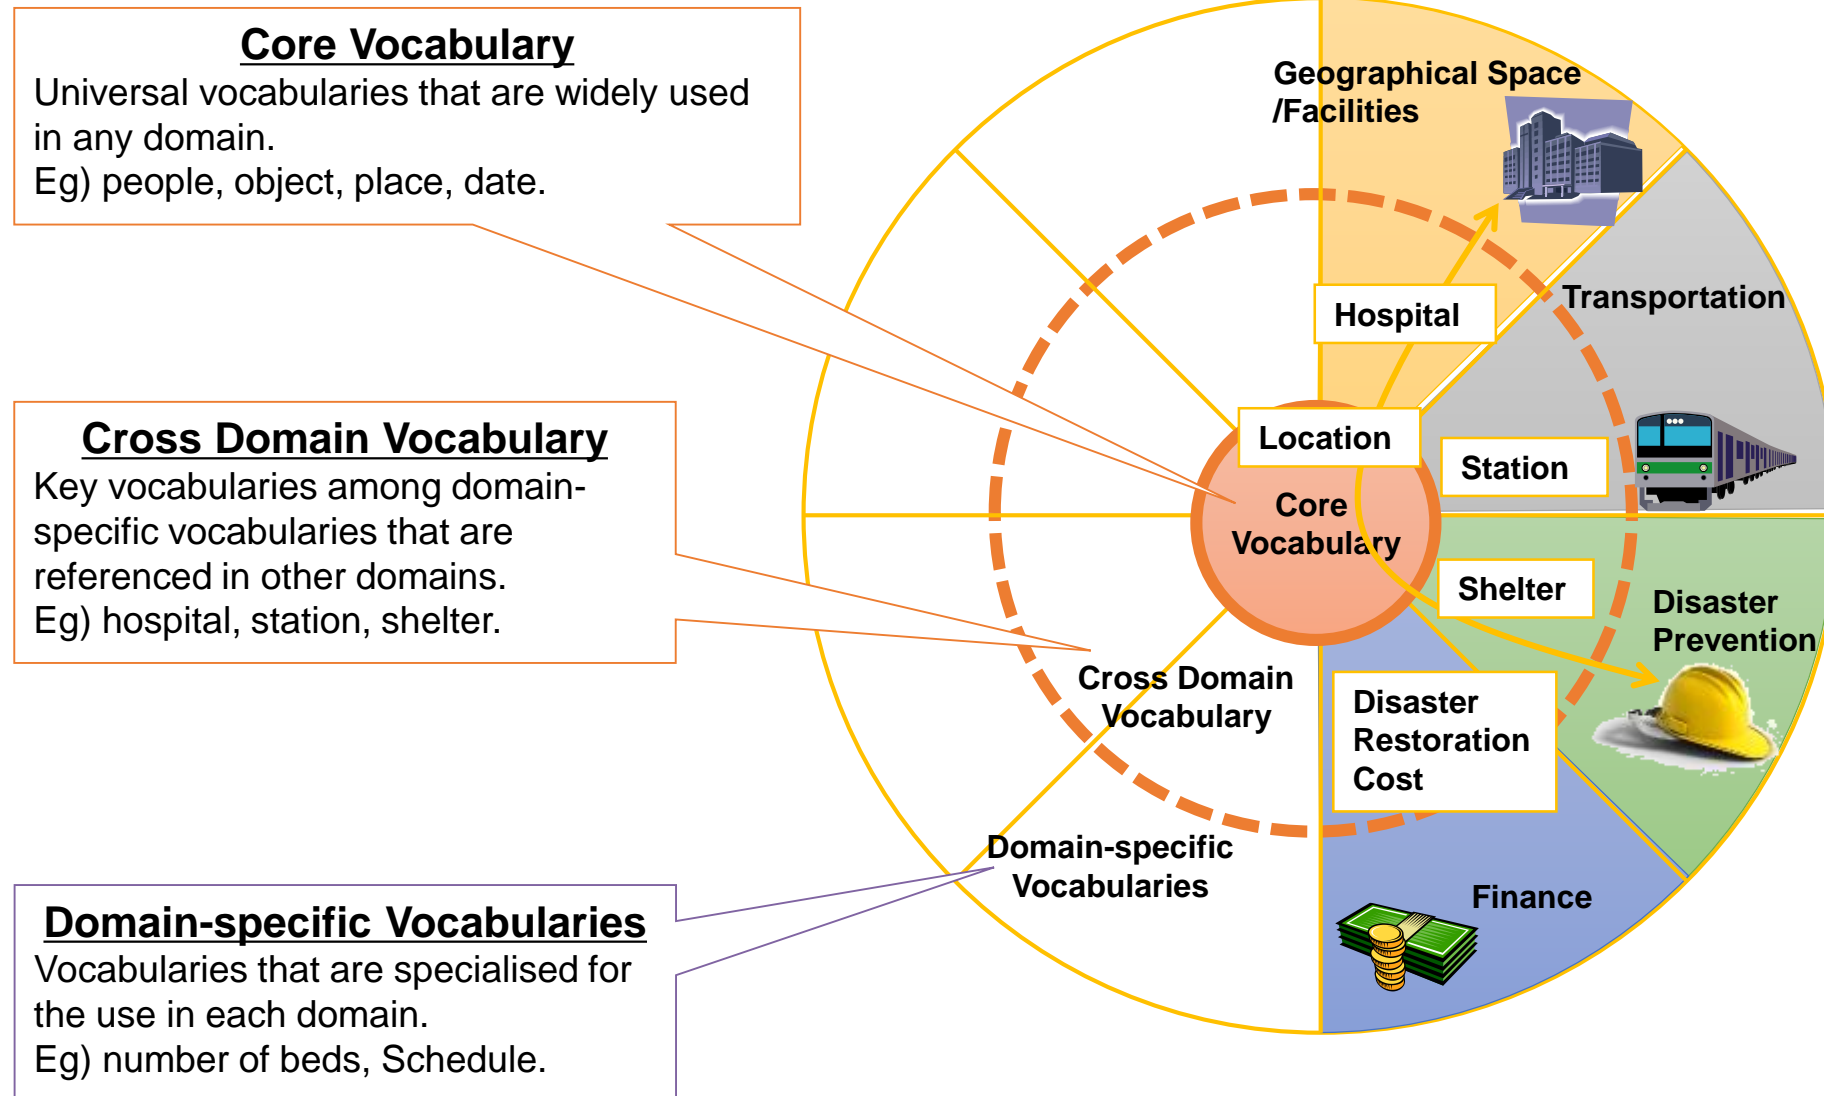 Core Vocabulary
Universal vocabularies that are widely used
in any domain.
Eg) people, object, place, date.
Cross Domain Vocabulary
Key vocabularies among domain-
specific vocabularies that are
referenced in other domains.
Eg) hospital, station, shelter.
Domain-specific Vocabularies
Vocabularies that are specialised for
the use in each domain.
Eg) number of beds, Schedule.
Geographical Space
/Facilities
Transportation
Hospital
Location
Station
Core
Vocabulary
Shelter
Disaster
Prevention
Cross Domain
Vocabulary
Disaster
Restoration
Cost
Domain-specific
Vocabularies
Finance